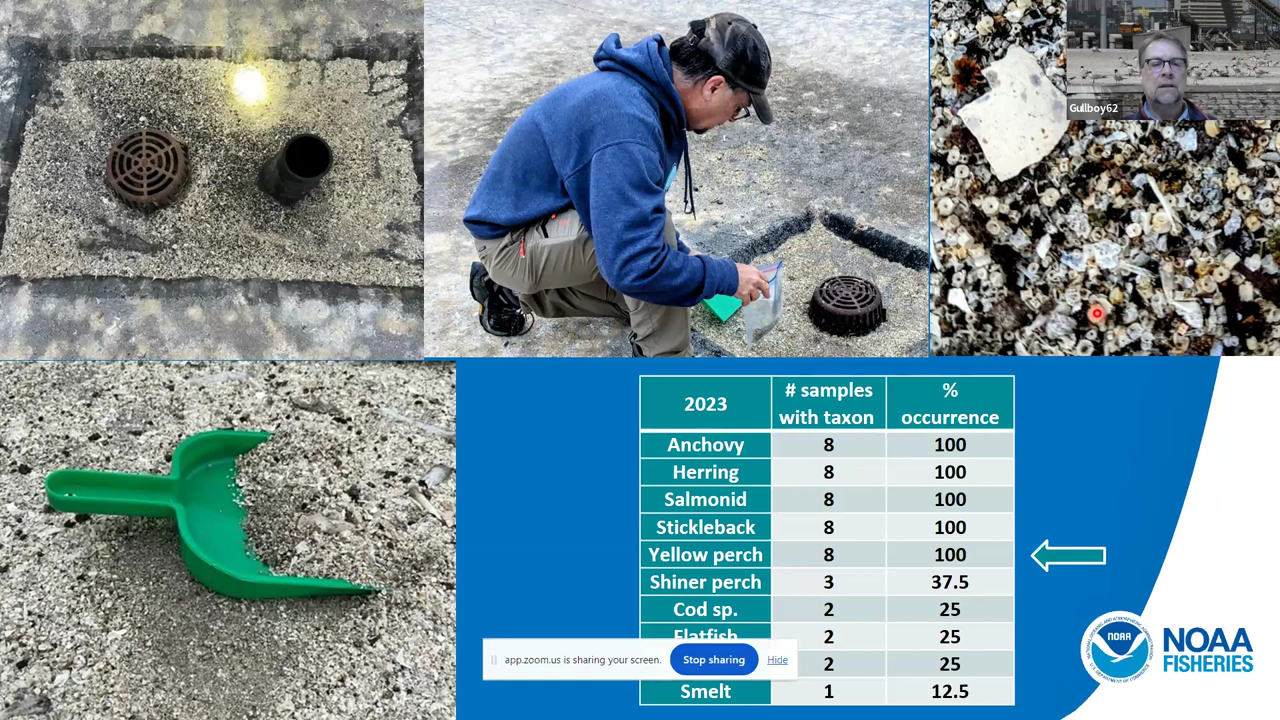 Gullboy62
2023
# samples
with taxon
%
occurrence
Anchovy 8 100
Herring 8 100
Salmonid 8 100
Stickleback 8 100
Yellow perch 8 100
Shiner perch 3 37.5
Cod sp. 2 25
Flatfish 2 25
2 25
Smelt 1 12.5
app.zoom.us is sharing your screen.
Stop sharing
Hide
NOAA
NOAA
FISHERIES